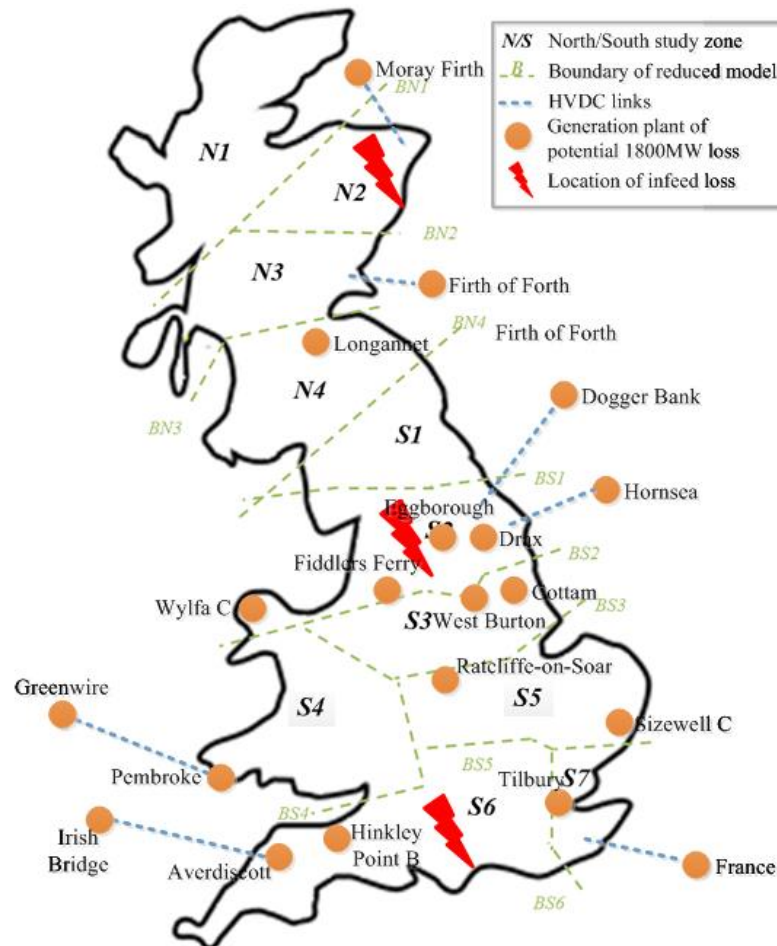 N/S North/South study zone
B Boundary of reduced model
HVDC links
Generation plant of
potential 1800MW loss
Location of infeed loss
Moray Firth
BN1
N1
N2
BN2
N3
Firth of Forth
BN4
Firth of Forth
Longannet
N4
BN3
Dogger Bank
S1
BS1
Hornsea
Eggborough
Drax
BS2
Fiddlers Ferry
Cottam
BS3
Wylfa C
S3
West Burton
Ratcliffe-on-Soar
Greenwire
S4
S5
Sizewell C
BS5
Pembroke
Tilbury
S7
BS4
S6
Irish
Bridge
Hinkley
Point B
Averdiscott
France
BS6